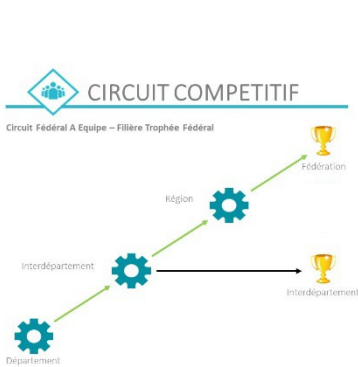 CIRCUIT COMPETITIF
Circuit Fédéral A Equipe – Filière Trophée Fédéral
Fédération
Région
Interdépartement
Interdépartement
Département